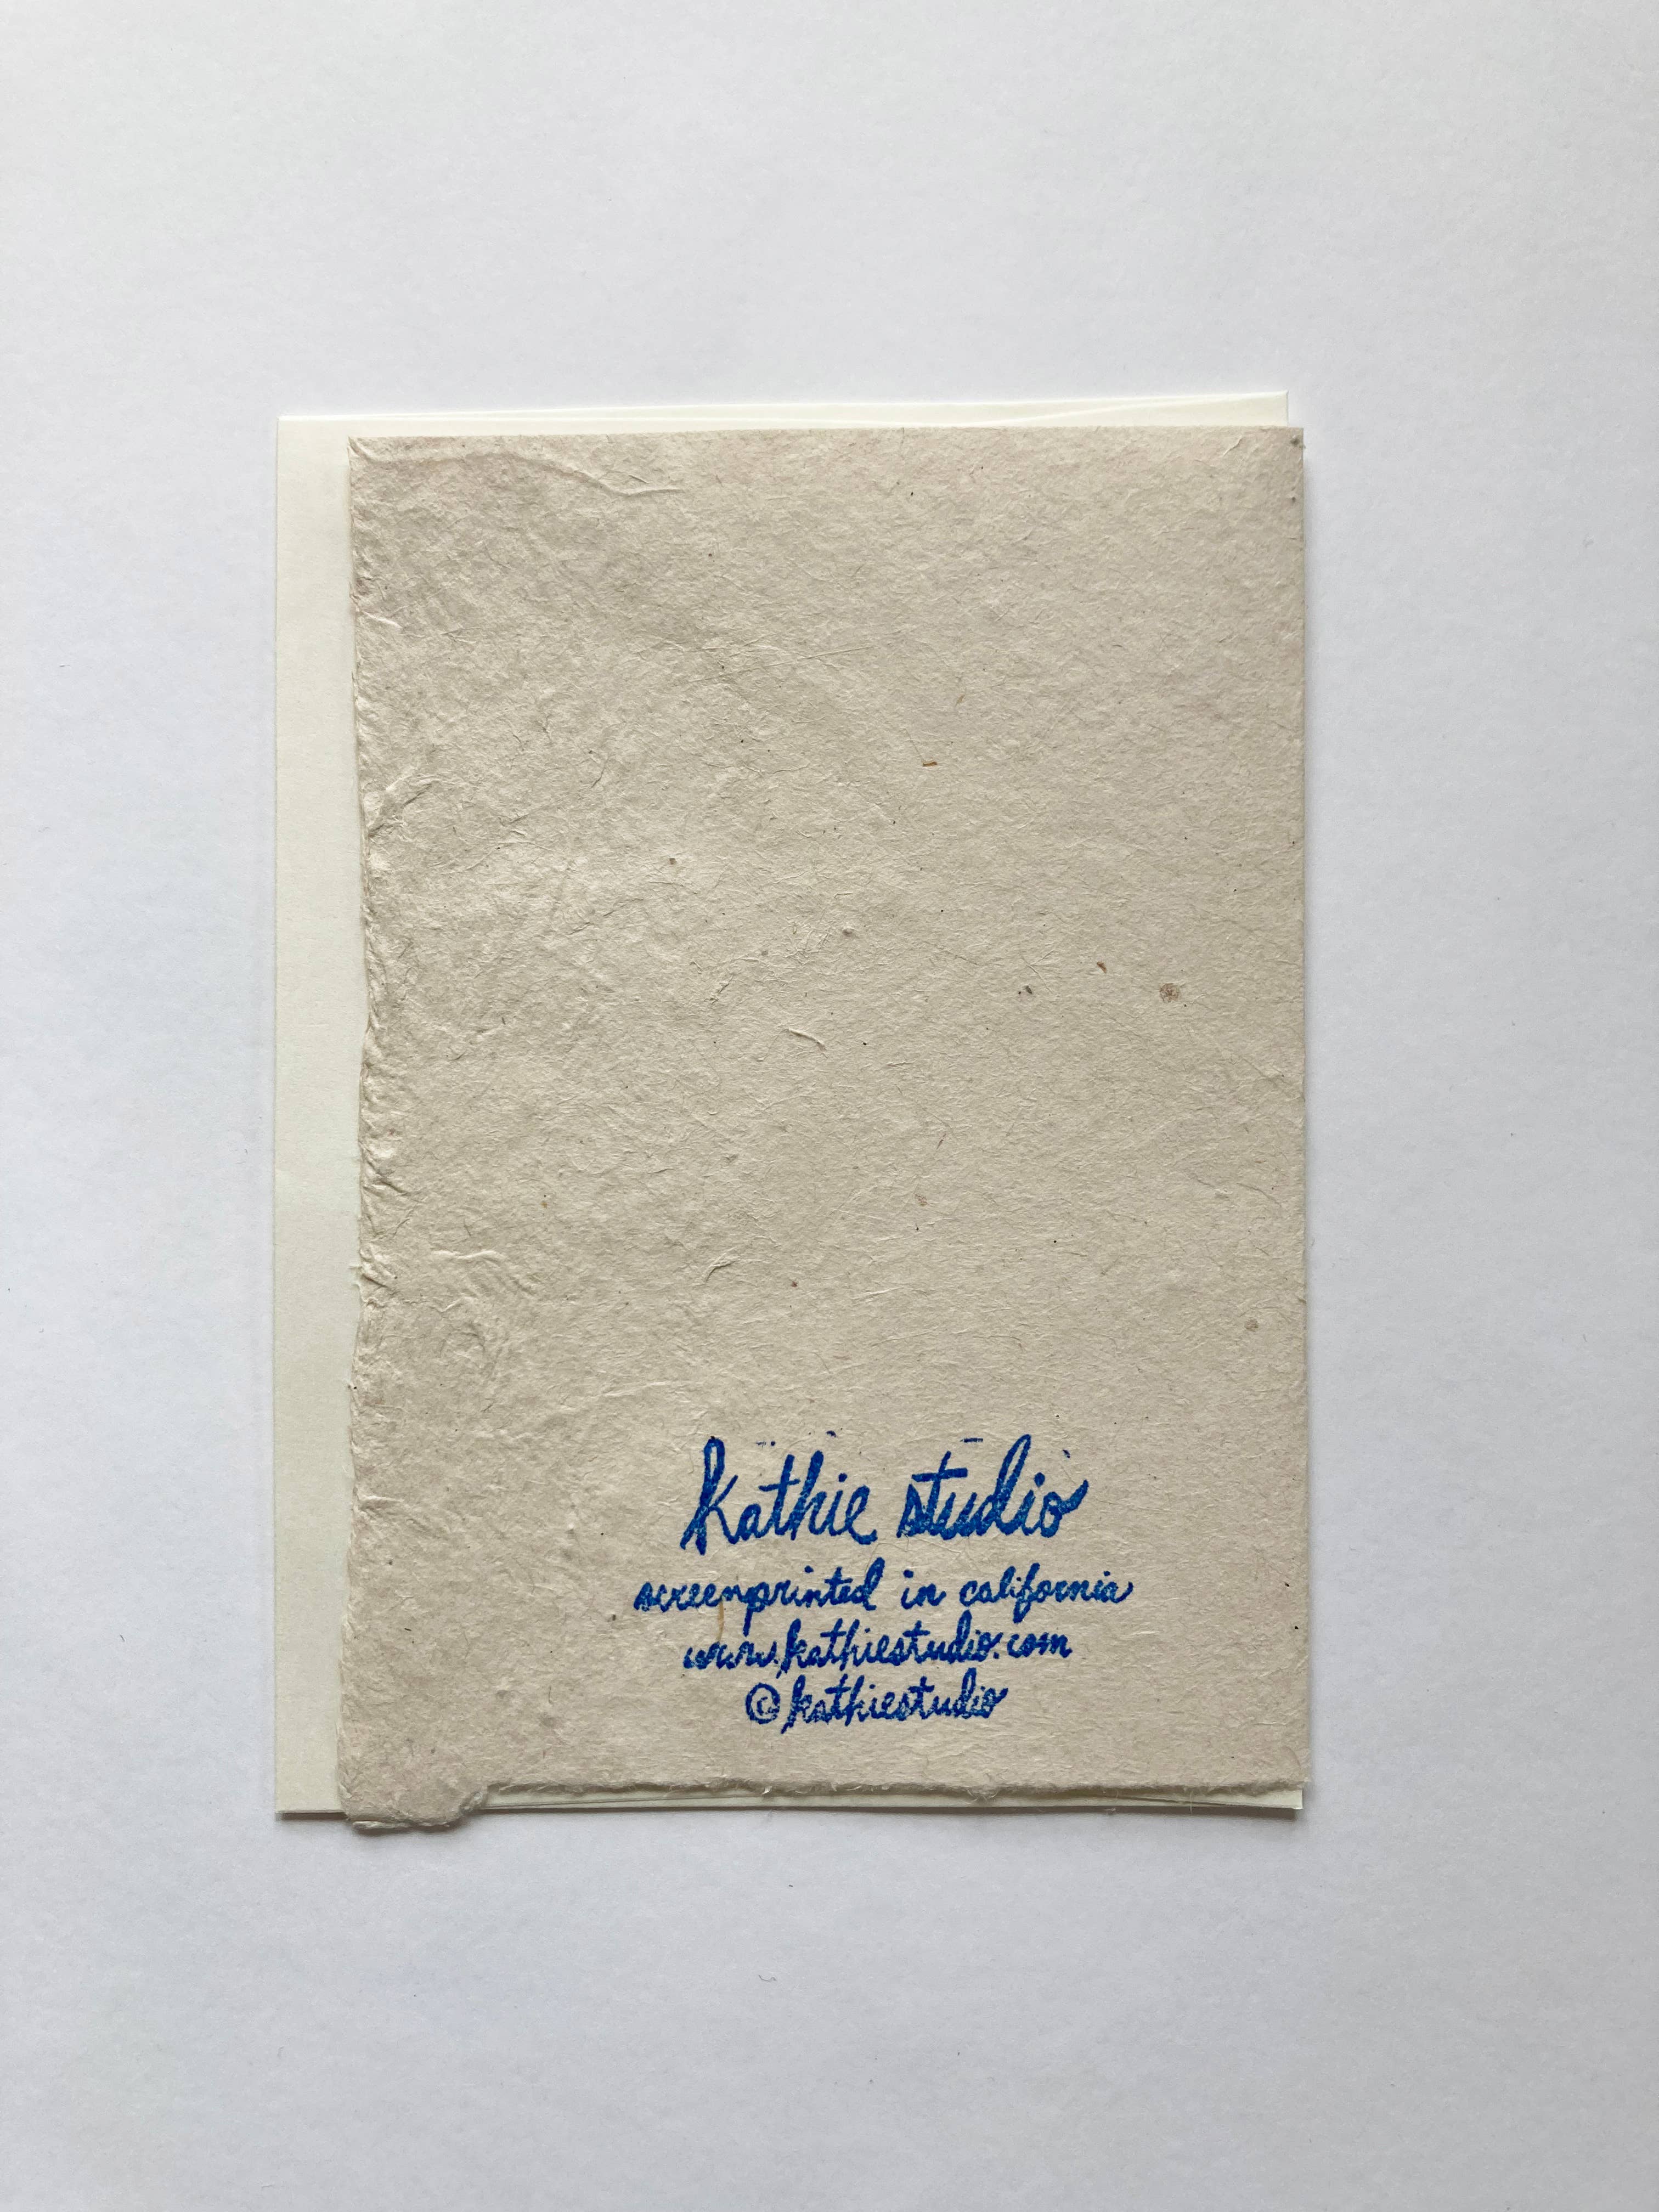 kathie studio
screenprinted in california
www.kathiestudio.com
©kathiestudio